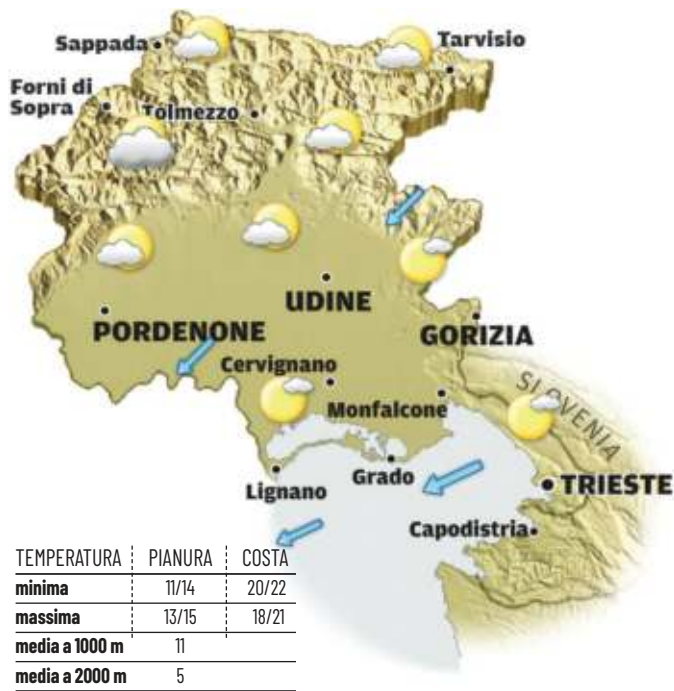 Sappada
Tarvisio
Forni di
Sopra
Tolmezzo
UDINE
PORDENONE
GORIZIA
Cervignano
SLOVENIA
Monfalcone
Grado
Lignano
TRIESTE
Capodistria
TEMPERATURA PIANURA COSTA
minima 11/14 20/22
massima 13/15 18/21
media a 1000 m 11
media a 2000 m 5